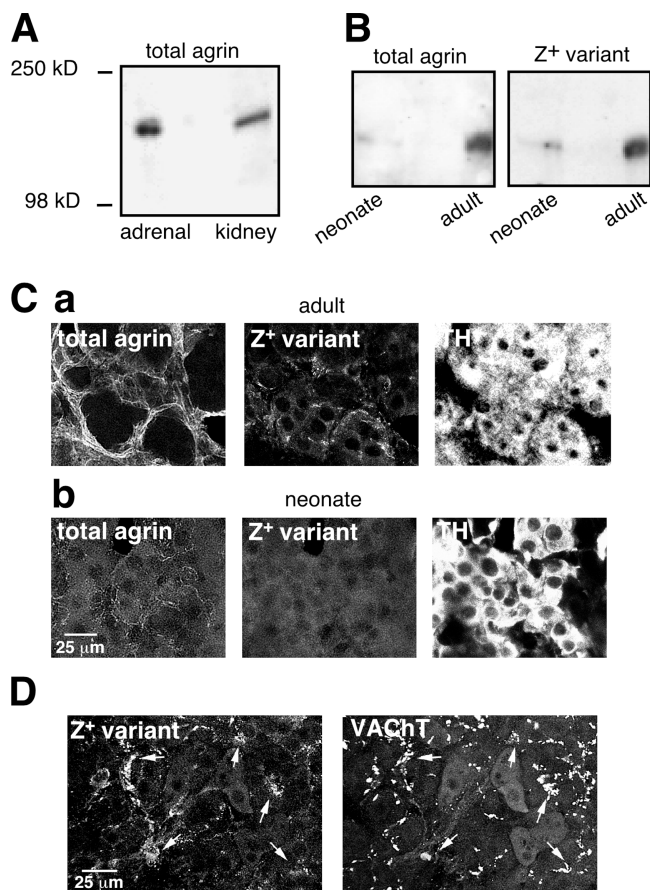 A
total agrin
250 kD
98 kD
adrenal kidney
B
total agrin Z+ variant
neonate adult neonate adult
C a
adult
total agrin Z+ variant TH
b
neonate
total agrin Z+ variant TH
25 μm
D
Z+ variant VAChT
25 μm